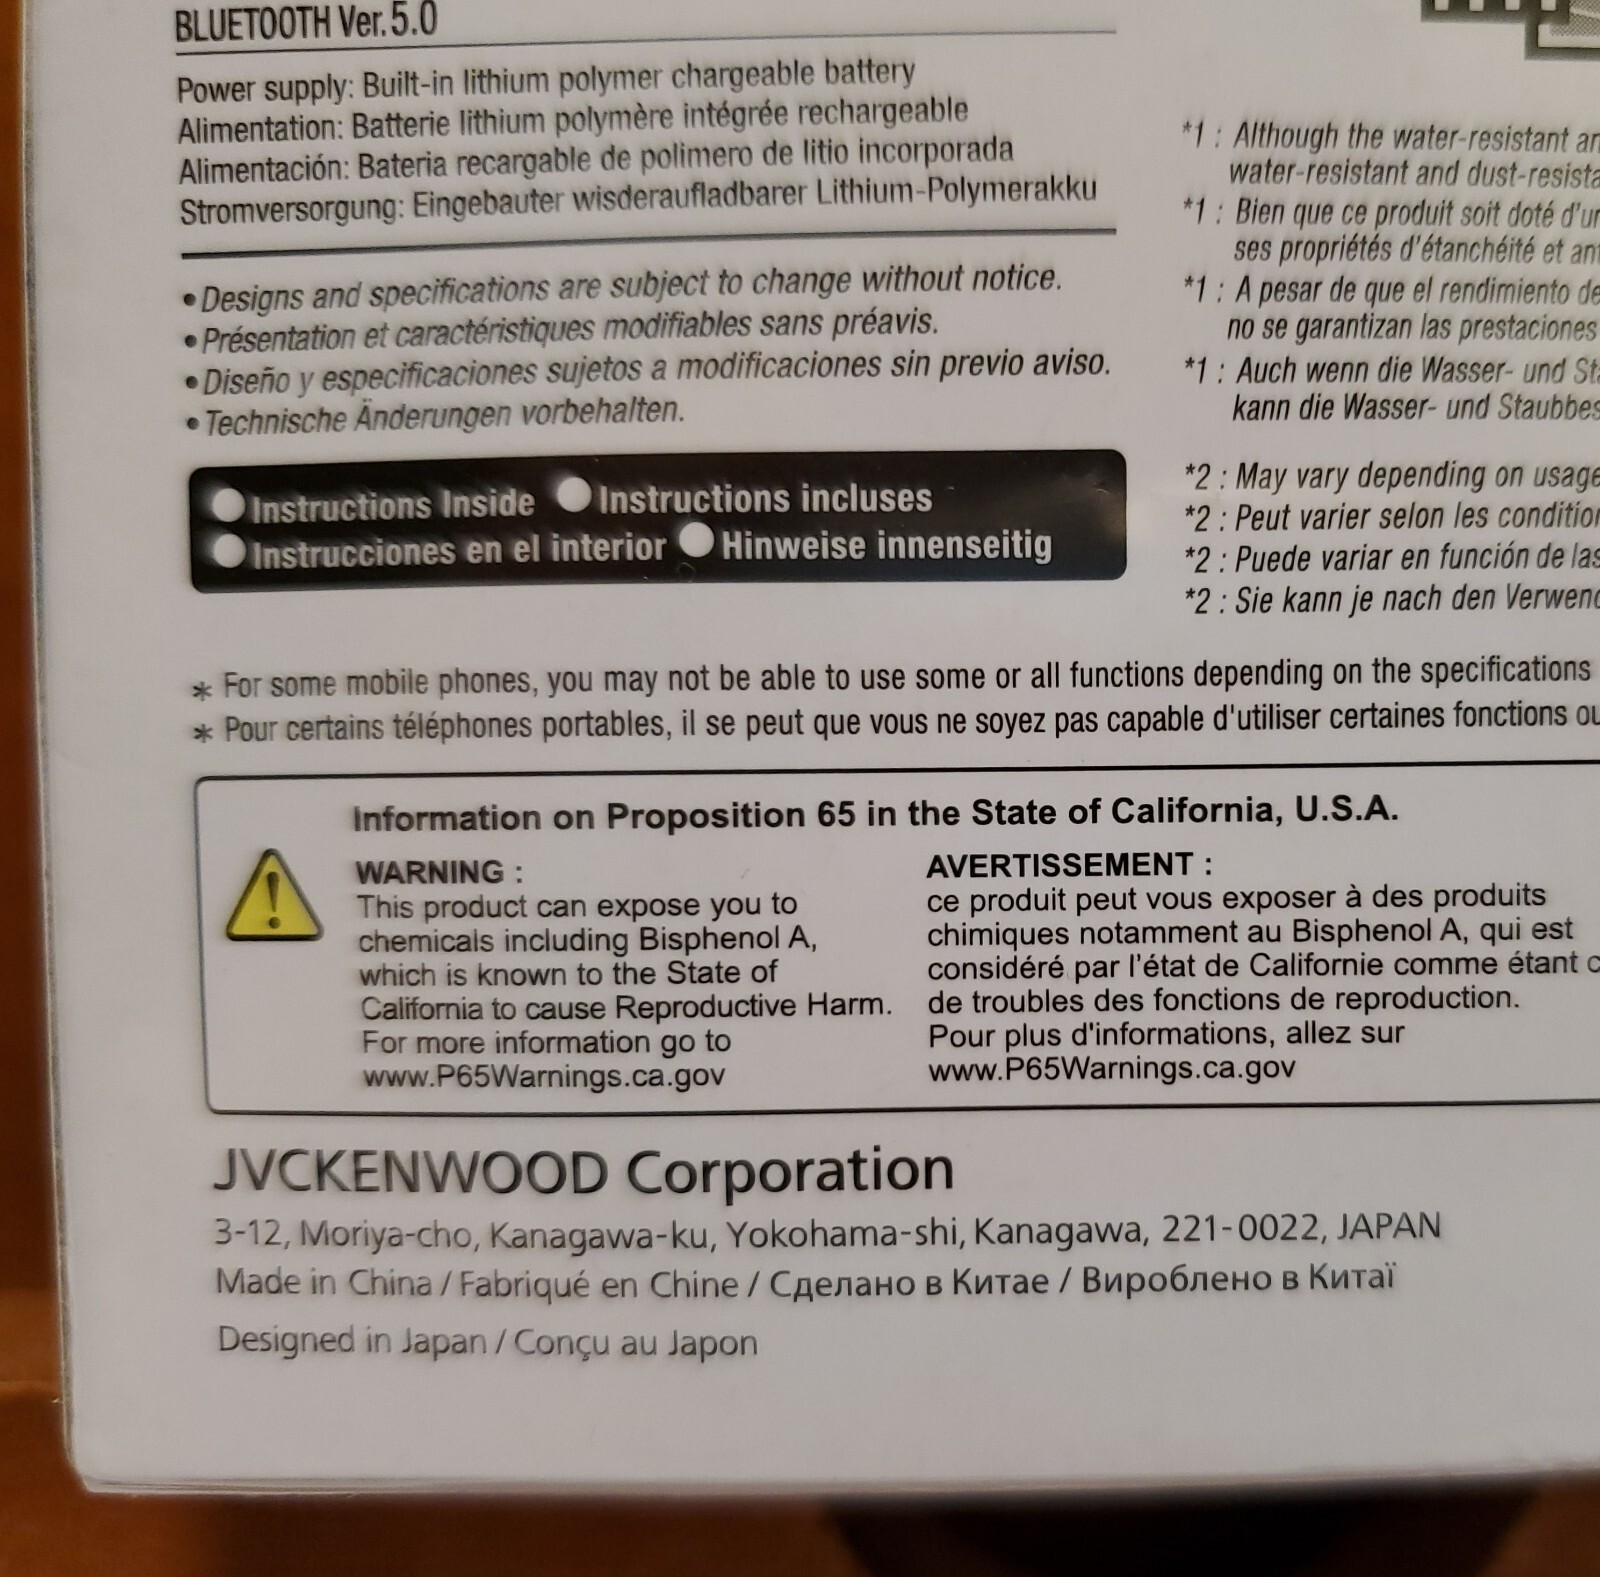 BLUETOOTH Ver.5.0
Power supply: Built-in lithium polymer chargeable battery
Alimentation: Batterie lithium polymère intégrée rechargeable
Alimentación: Bateria recargable de polimero de litio incorporada
Stromversorgung: Eingebauter wisderaufladbarer Lithium-Polymerakku
•Designs and specifications are subject to change without notice.
•Présentation et caractéristiques modifiables sans préavis.
•Diseño y especificaciones sujetos a modificaciones sin previo aviso.
•Technische Änderungen vorbehalten.
Instructions Inside Instructions incluses
Instrucciones en el interior Hinweise innenseitig
*1 : Although the water-resistant
water-resistant and
*1 : Bien que ce produit soit doté
ses propriétés d'étanchéité et
*1 : A pesar de que el rendimiento
no se garantizan las prestaciones
*1 : Auch wenn die Wasser- und
kann die Wasser- und
*2 : May vary depending on usage
*2 : Peut varier selon les
*2 : Puede variar en función de las
*2 : Sie kann je nach den
* For some mobile phones, you may not be able to use some or all functions depending on the specifications
* Pour certains téléphones portables, il se peut que vous ne soyez pas capable d'utiliser certaines fonctions ou
Information on Proposition 65 in the State of California, U.S.A.
WARNING :
This product can expose you to
chemicals including Bisphenol A,
which is known to the State of
California to cause Reproductive Harm.
For more information go to
www.P65Warnings.ca.gov
AVERTISSEMENT :
ce produit peut vous exposer à des produits
chimiques notamment au Bisphenol A, qui est
considéré par l'état de Californie comme étant
de troubles des fonctions de reproduction.
Pour plus d'informations, allez sur
www.P65Warnings.ca.gov
JVCKENWOOD Corporation
3-12, Moriya-cho, Kanagawa-ku, Yokohama-shi, Kanagawa, 221-0022, JAPAN
Made in China / Fabriqué en Chine / Сделано в Китае / Вироблено в Китаї
Designed in Japan / Conçu au Japon